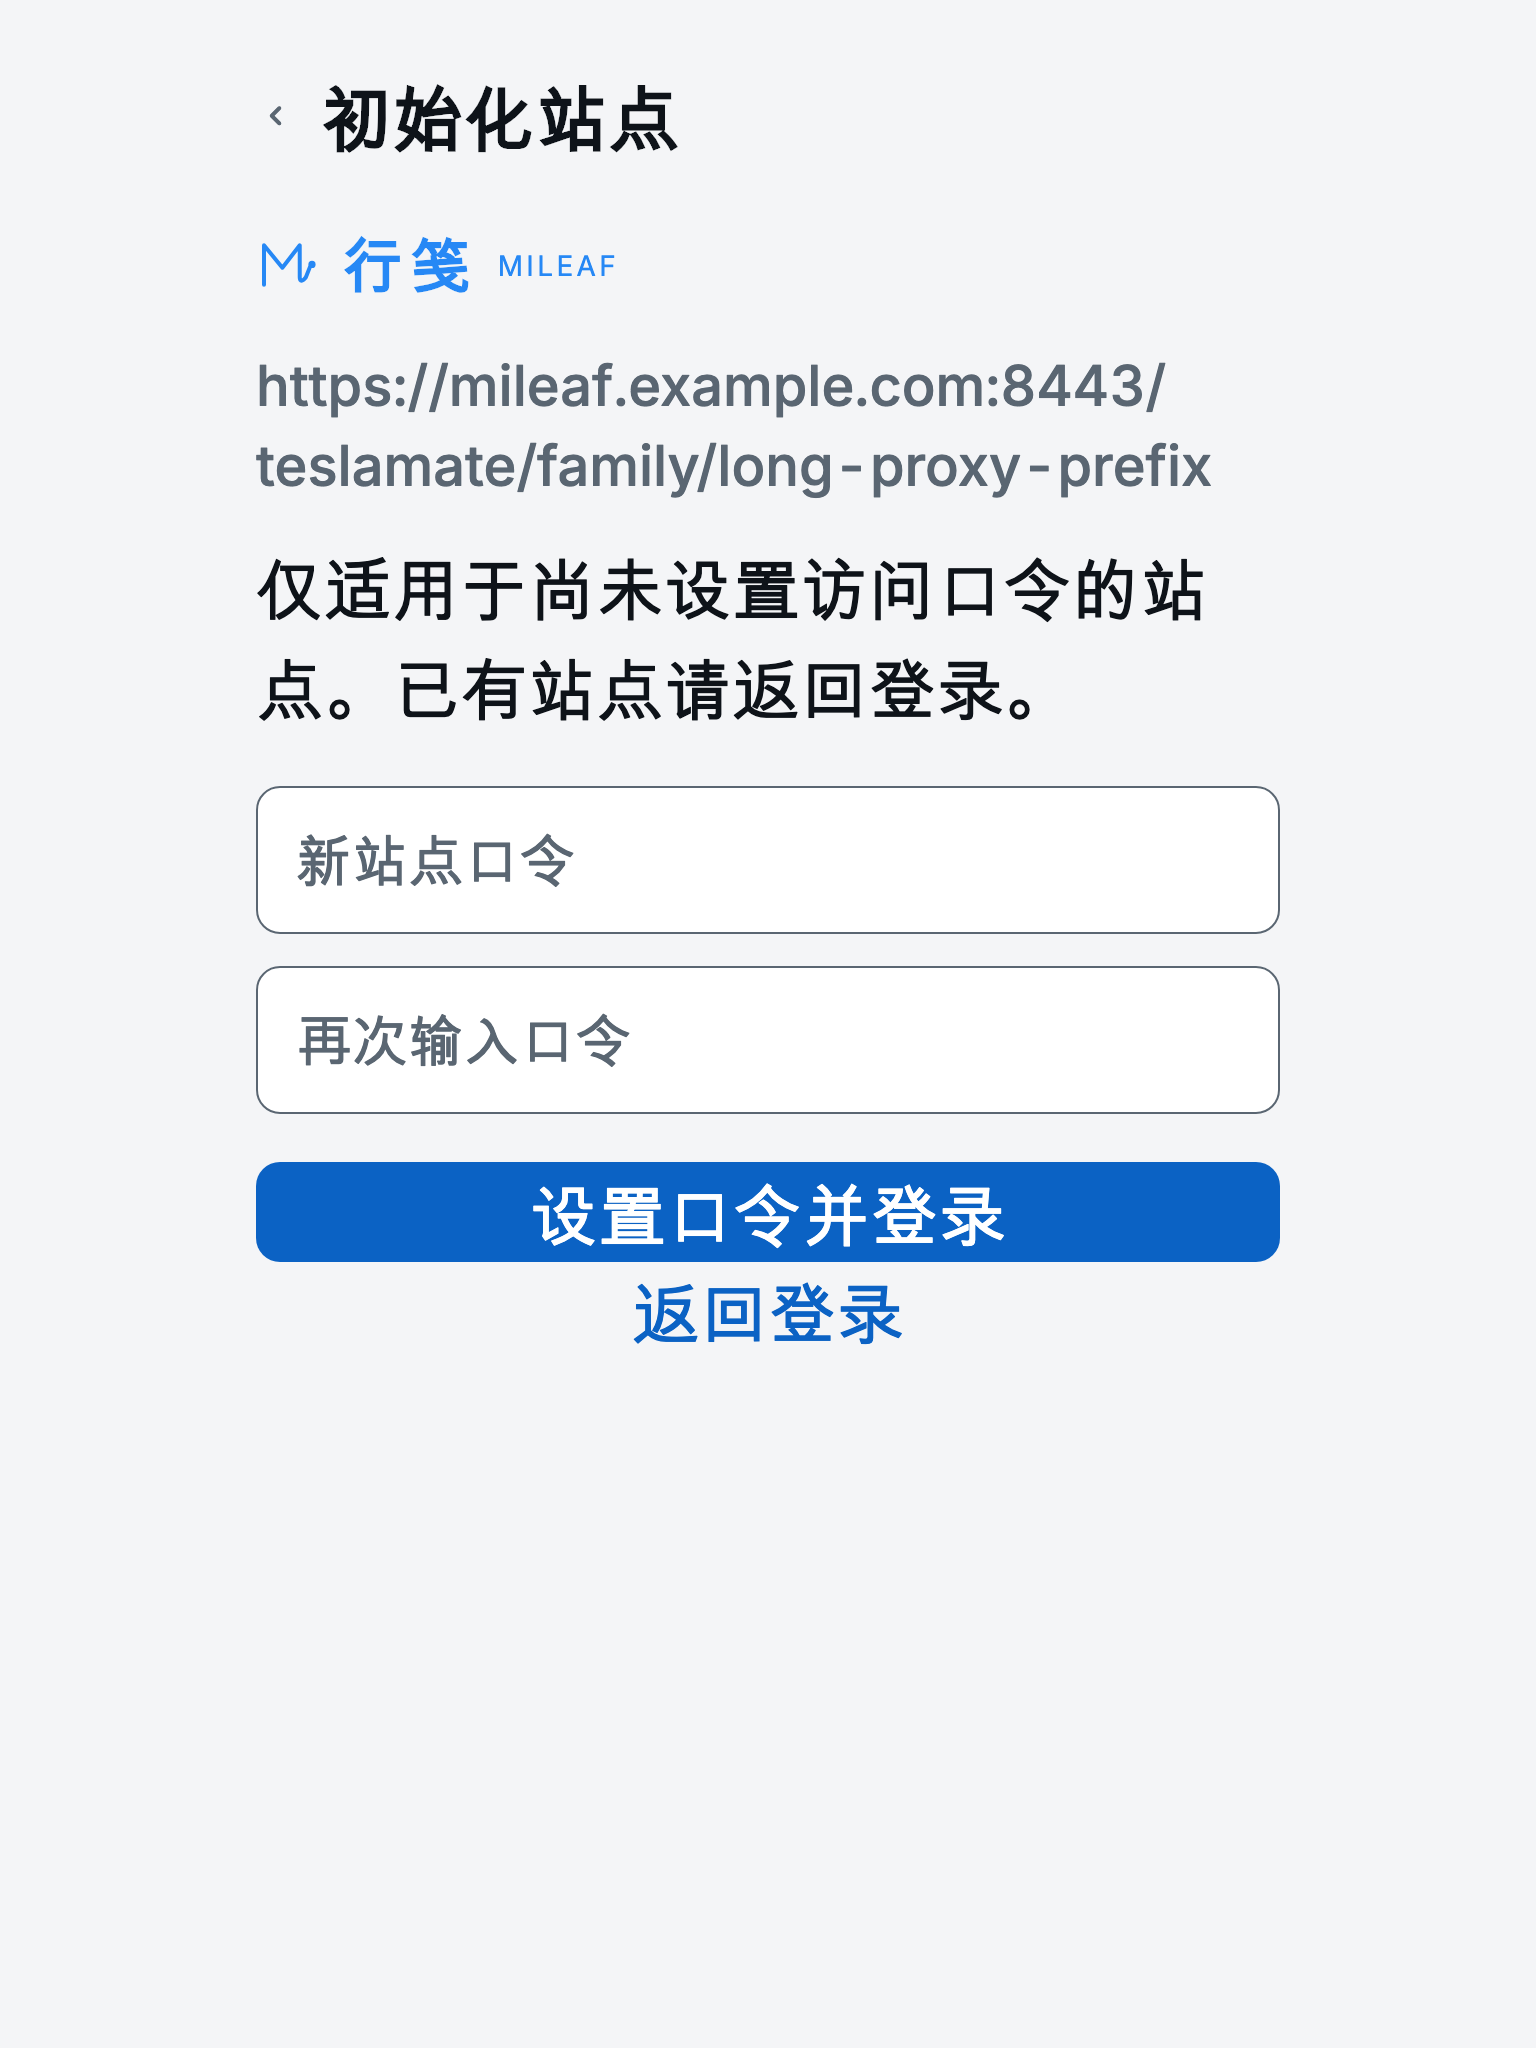 初始化站点
行笺 MILEAF
https://mileaf.example.com:8443/
teslamate/family/long-proxy-prefix
仅适用于尚未设置访问口令的站
点。已有站点请返回登录。
新站点口令
再次输入口令
设置口令并登录
返回登录